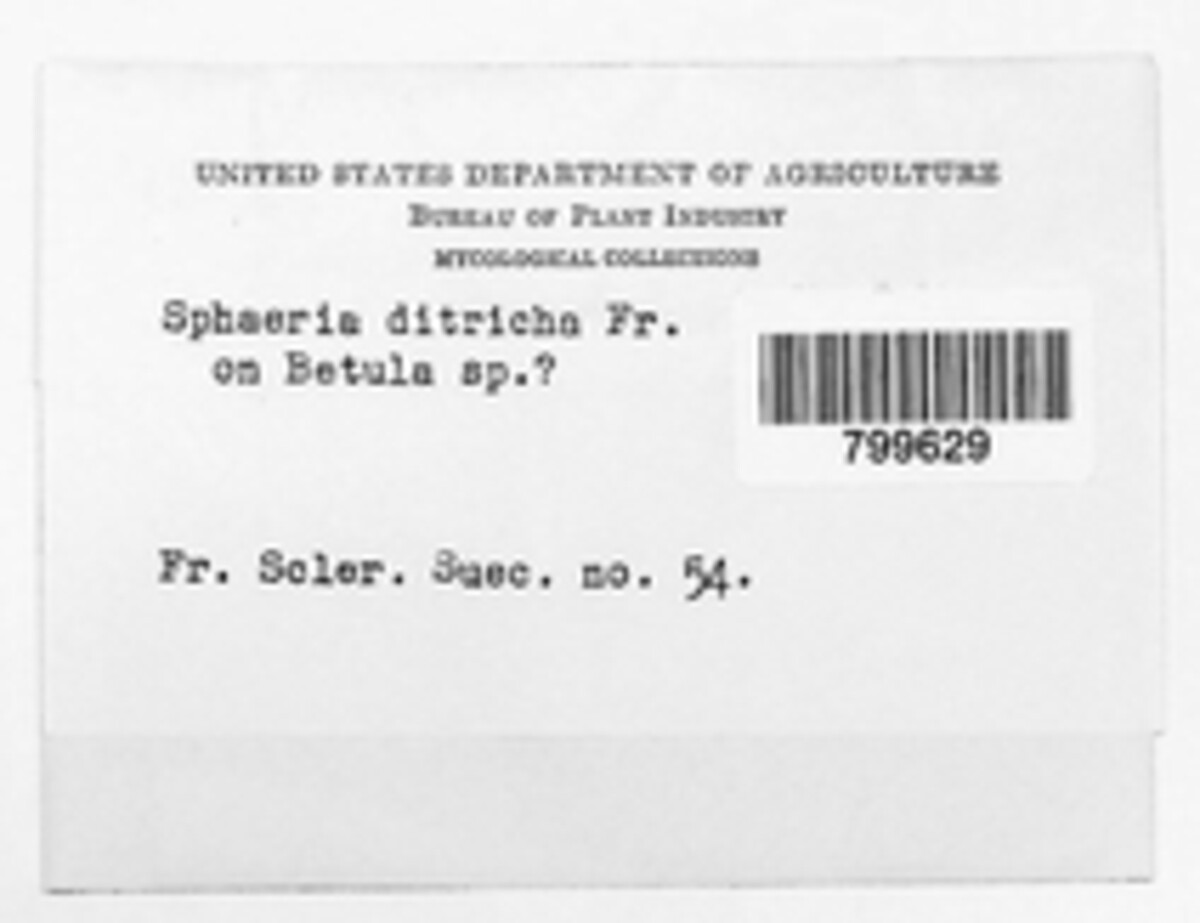 UNITED STATES DEPARTMENT OF AGRICULTURE
BUREAU OF PLANT INDUSTRY
MYCOLOGICAL COLLECTIONS
Sphaeria ditricha Fr.
on Betula sp.?
799629
Fr. Scler. Suec. no. 54.